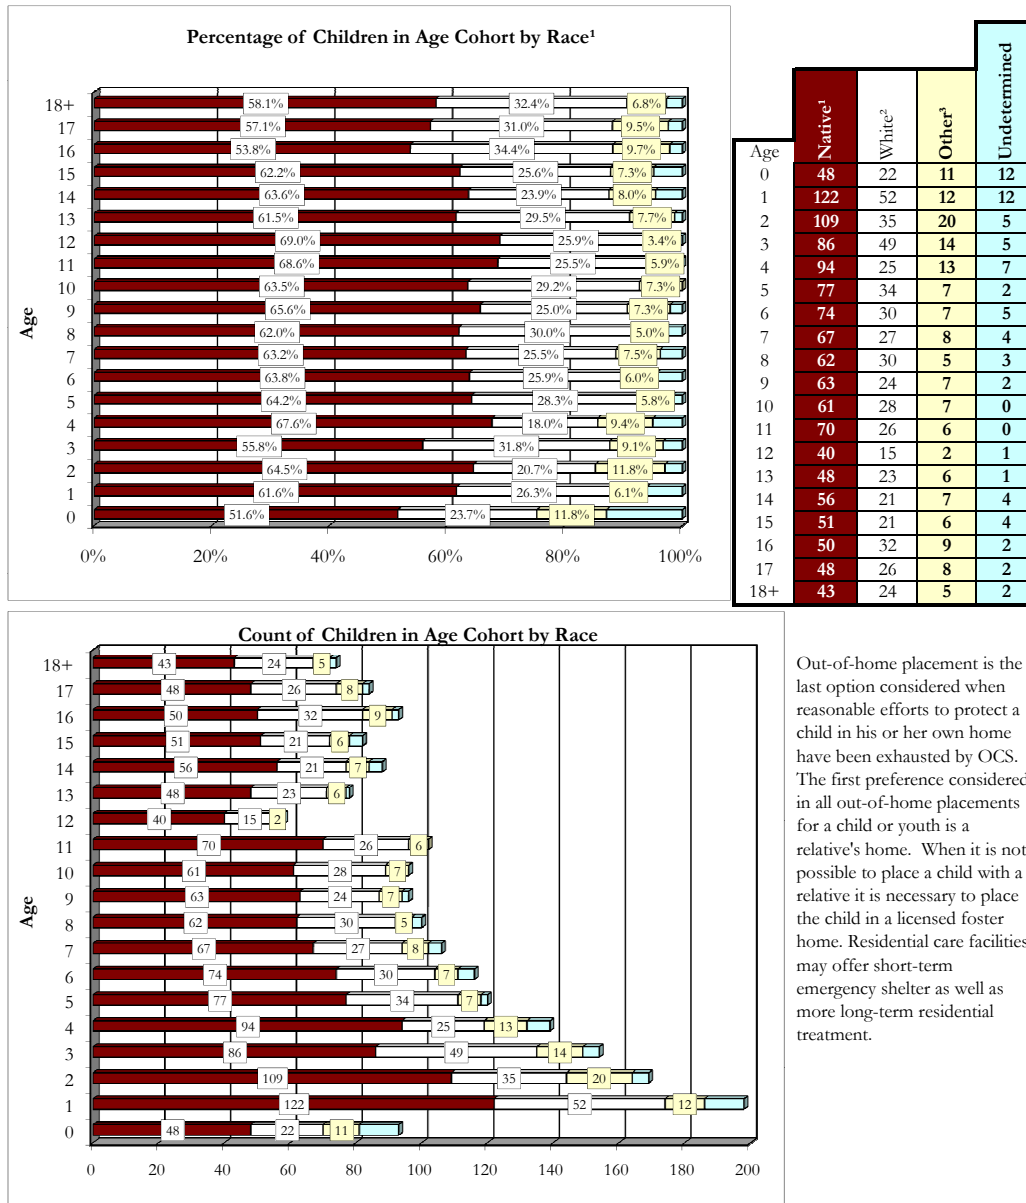 Percentage of Children in Age Cohort by Race¹
Age
18+ 58.1% 32.4% 6.8%
17 57.1% 31.0% 9.5%
16 53.8% 34.4% 9.7%
15 62.2% 25.6% 7.3%
14 63.6% 23.9% 8.0%
13 61.5% 29.5% 7.7%
12 69.0% 25.9% 3.4%
11 68.6% 25.5% 5.9%
10 63.5% 29.2% 7.3%
9 65.6% 25.0% 7.3%
8 62.0% 30.0% 5.0%
7 63.2% 25.5% 7.5%
6 63.8% 25.9% 6.0%
5 64.2% 28.3% 5.8%
4 67.6% 18.0% 9.4%
3 55.8% 31.8% 9.1%
2 64.5% 20.7% 11.8%
1 61.6% 26.3% 6.1%
0 51.6% 23.7% 11.8%
0% 20% 40% 60% 80% 100%
Age Native¹ White² Other³ Undetermined
0 48 22 11 12
1 122 52 12 12
2 109 35 20 5
3 86 49 14 5
4 94 25 13 7
5 77 34 7 2
6 74 30 7 5
7 67 27 8 4
8 62 30 5 3
9 63 24 7 2
10 61 28 7 0
11 70 26 6 0
12 40 15 2 1
13 48 23 6 1
14 56 21 7 4
15 51 21 6 4
16 50 32 9 2
17 48 26 8 2
18+ 43 24 5 2
Count of Children in Age Cohort by Race
Age
18+ 43 24 5
17 48 26 8
16 50 32 9
15 51 21 6
14 56 21 7
13 48 23 6
12 40 15 2
11 70 26 6
10 61 28 7
9 63 24 7
8 62 30 5
7 67 27 8
6 74 30 7
5 77 34 7
4 94 25 13
3 86 49 14
2 109 35 20
1 122 52 12
0 48 22 11
0 20 40 60 80 100 120 140 160 180 200
Out-of-home placement is the
last option considered when
reasonable efforts to protect a
child in his or her own home
have been exhausted by OCS.
The first preference considered
in all out-of-home placements
for a child or youth is a
relative's home. When it is not
possible to place a child with a
relative it is necessary to place
the child in a licensed foster
home. Residential care facilities
may offer short-term
emergency shelter as well as
more long-term residential
treatment.